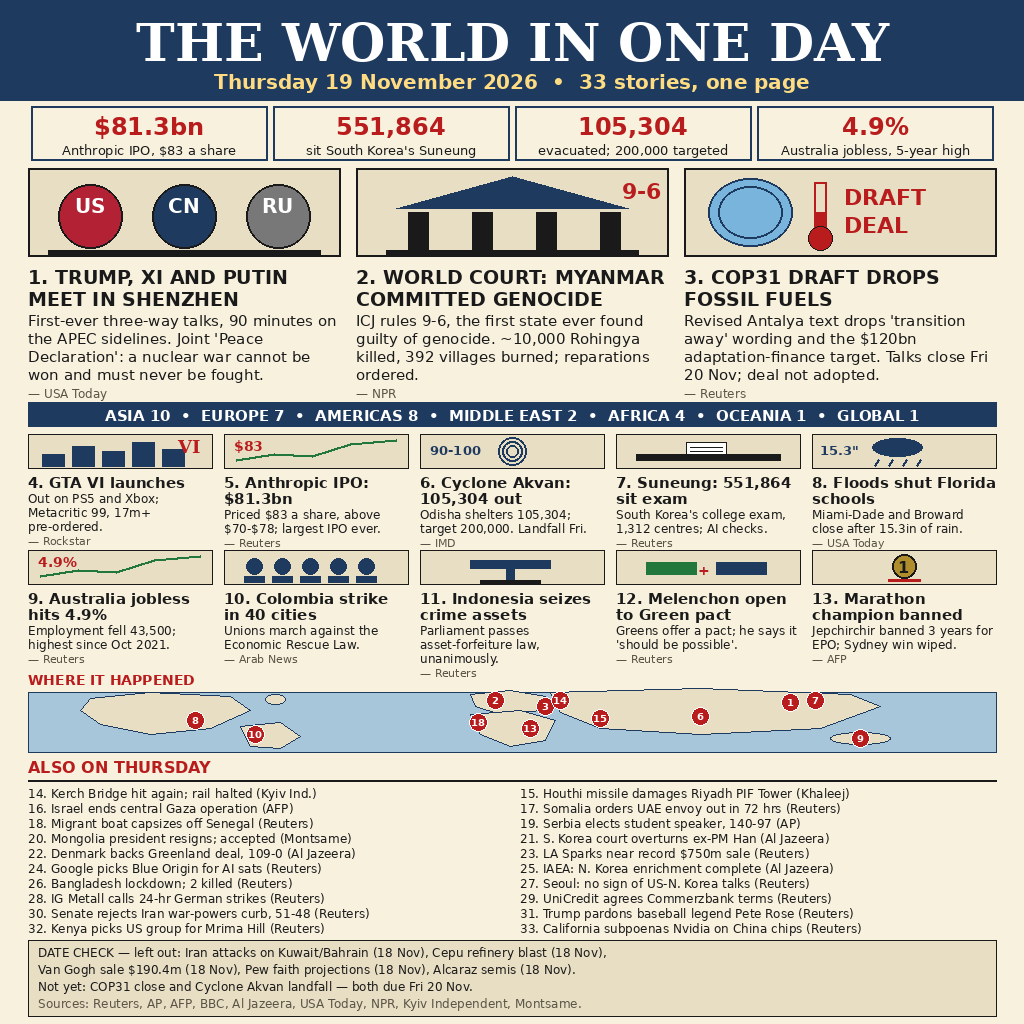 THE WORLD IN ONE DAY
Thursday 19 November 2026 • 33 stories, one page
$81.3bn
Anthropic IPO, $83 a share
551,864
sit South Korea's Suneung
105,304
evacuated; 200,000 targeted
4.9%
Australia jobless, 5-year high
US CN RU
9-6
DRAFT
DEAL
1. TRUMP, XI AND PUTIN
MEET IN SHENZHEN
First-ever three-way talks, 90 minutes on
the APEC sidelines. Joint 'Peace
Declaration': a nuclear war cannot be
won and must never be fought.
— USA Today
2. WORLD COURT: MYANMAR
COMMITTED GENOCIDE
ICJ rules 9-6, the first state ever found
guilty of genocide. ~10,000 Rohingya
killed, 392 villages burned; reparations
ordered.
— NPR
3. COP31 DRAFT DROPS
FOSSIL FUELS
Revised Antalya text drops 'transition
away' wording and the $120bn
adaptation-finance target. Talks close Fri
20 Nov; deal not adopted.
— Reuters
ASIA 10 • EUROPE 7 • AMERICAS 8 • MIDDLE EAST 2 • AFRICA 4 • OCEANIA 1 • GLOBAL 1
VI
4. GTA VI launches
Out on PS5 and Xbox;
Metacritic 99, 17m+
pre-ordered.
— Rockstar
$83
5. Anthropic IPO:
$81.3bn
Priced $83 a share, above
$70-$78; largest IPO ever.
— Reuters
90-100
6. Cyclone Akvan:
105,304 out
Odisha shelters 105,304;
target 200,000. Landfall Fri.
— IMD
7. Suneung: 551,864
sit exam
South Korea's college exam,
1,312 centres; AI checks.
— Reuters
15.3"
8. Floods shut Florida
schools
Miami-Dade and Broward
close after 15.3in of rain.
— USA Today
4.9%
9. Australia jobless
hits 4.9%
Employment fell 43,500;
highest since Oct 2021.
— Reuters
10. Colombia strike
in 40 cities
Unions march against the
Economic Rescue Law.
— Arab News
11. Indonesia seizes
crime assets
Parliament passes
asset-forfeiture law,
unanimously.
— Reuters
+
12. Melenchon open
to Green pact
Greens offer a pact; he says it
'should be possible'.
— Reuters
1
13. Marathon
champion banned
Jepchirchir banned 3 years for
EPO; Sydney win wiped.
— AFP
WHERE IT HAPPENED
2 3 14 1 7
8 18 15 6
10 13 9
ALSO ON THURSDAY
14. Kerch Bridge hit again; rail halted (Kyiv Ind.)
15. Houthi missile damages Riyadh PIF Tower (Khaleej)
16. Israel ends central Gaza operation (AFP)
17. Somalia orders UAE envoy out in 72 hrs (Reuters)
18. Migrant boat capsizes off Senegal (Reuters)
19. Serbia elects student speaker, 140-97 (AP)
20. Mongolia president resigns; accepted (Montsame)
21. S. Korea court overturns ex-PM Han (Al Jazeera)
22. Denmark backs Greenland deal, 109-0 (Al Jazeera)
23. LA Sparks near record $750m sale (Reuters)
24. Google picks Blue Origin for AI sats (Reuters)
25. IAEA: N. Korea enrichment complete (Al Jazeera)
26. Bangladesh lockdown; 2 killed (Reuters)
27. Seoul: no sign of US-N. Korea talks (Reuters)
28. IG Metall calls 24-hr German strikes (Reuters)
29. UniCredit agrees Commerzbank terms (Reuters)
30. Senate rejects Iran war-powers curb, 51-48 (Reuters)
31. Trump pardons baseball legend Pete Rose (Reuters)
32. Kenya picks US group for Mrima Hill (Reuters)
33. California subpoenas Nvidia on China chips (Reuters)
DATE CHECK — left out: Iran attacks on Kuwait/Bahrain (18 Nov), Cepu refinery blast (18 Nov),
Van Gogh sale $190.4m (18 Nov), Pew faith projections (18 Nov), Alcaraz semis (18 Nov).
Not yet: COP31 close and Cyclone Akvan landfall — both due Fri 20 Nov.
Sources: Reuters, AP, AFP, BBC, Al Jazeera, USA Today, NPR, Kyiv Independent, Montsame.